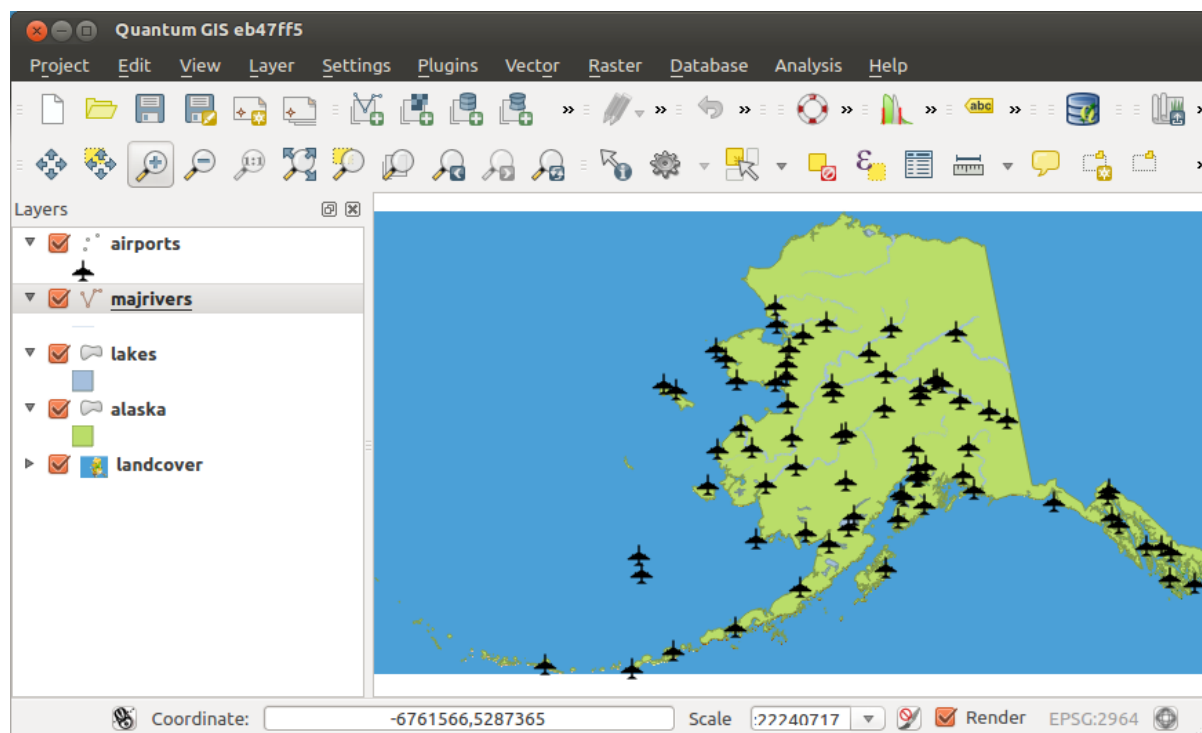 Quantum GIS eb47ff5
Project Edit View Layer Settings Plugins Vector Raster Database Analysis Help
abc
1:1
Layers
airports
majrivers
lakes
alaska
landcover
Coordinate: -6761566,5287365 Scale :22240717 Render EPSG:2964